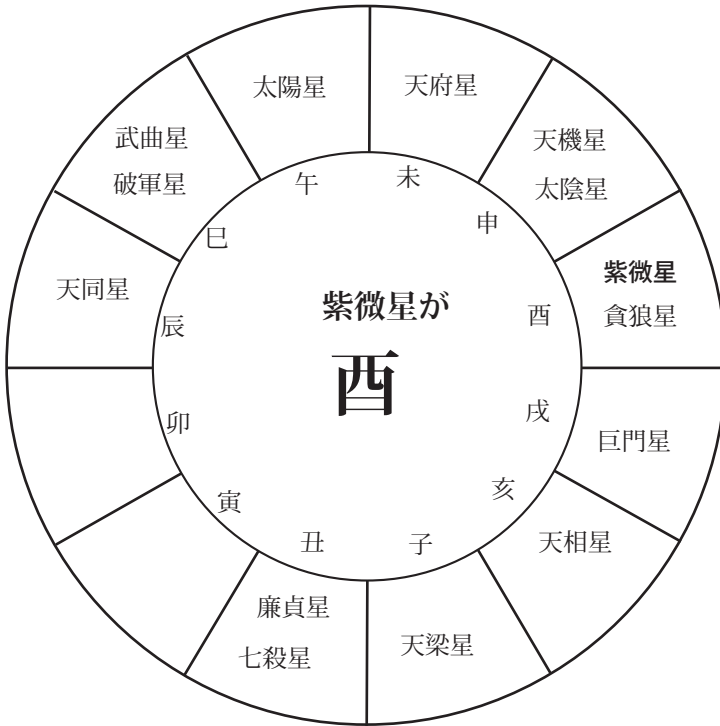 太陽星
天府星
天機星
太陰星
紫微星
貪狼星
巨門星
天相星
天梁星
廉貞星
七殺星
天同星
武曲星
破軍星
午
未
申
酉
戌
亥
子
丑
寅
卯
辰
巳
紫微星が
酉